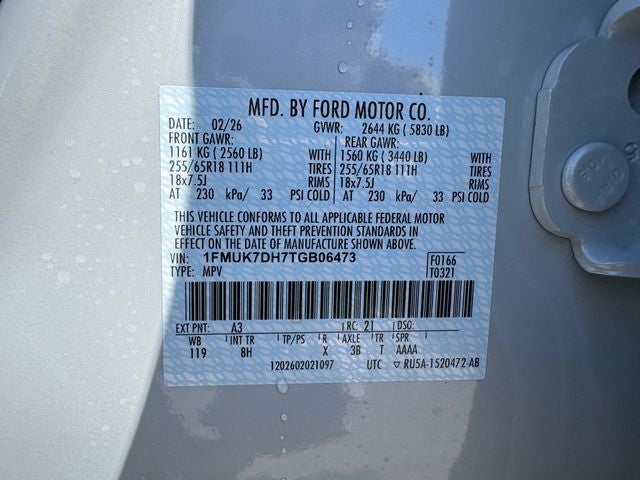 MFD. BY FORD MOTOR CO.
DATE: 02/26 GVWR: 2644 KG ( 5830 LB)
FRONT GAWR: REAR GAWR:
1161 KG ( 2560 LB) WITH 1560 KG ( 3440 LB) WITH
255/65R18 111H TIRES 255/65R18 111H TIRES
18x7.5J RIMS 18x7.5J RIMS
AT 230 kPa/ 33 PSI COLD AT 230 kPa/ 33 PSI COLD
THIS VEHICLE CONFORMS TO ALL APPLICABLE FEDERAL MOTOR
VEHICLE SAFETY AND THEFT PREVENTION STANDARDS IN
EFFECT ON THE DATE OF MANUFACTURE SHOWN ABOVE.
VIN: 1FMUK7DH7TGB06473 F0166
TYPE: MPV T0321
EXT PNT: A3 RC: 21 DSO:
WB INT TR TP/PS R AXLE TR SPR
119 8H X 3B T AAAA
1202602021097 UTC ▽ RU5A-1520472-AB